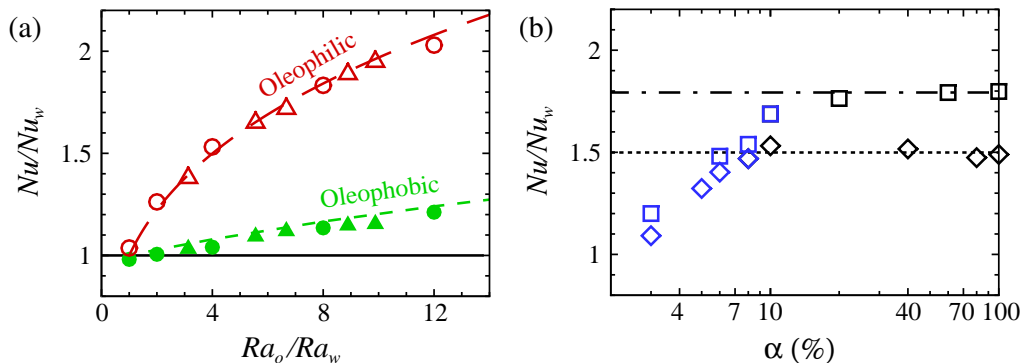 (a)
2
1.5
1
0 4 8 12
Nu/Nu_w
Ra_o/Ra_w
Oleophilic
Oleophobic
(b)
2
1.5
1
4 7 10 40 70 100
Nu/Nu_w
α (%)